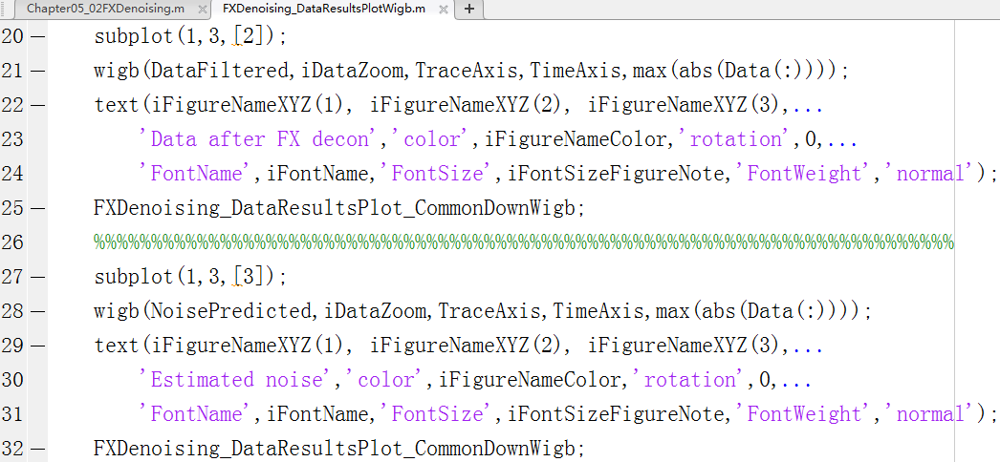 Chapter05_02FXDenoising.m × FXDenoising_DataResultsPlotWigb.m × +
20 — subplot(1,3,[2]);
21 — wigb(DataFiltered,iDataZoom,TraceAxis,TimeAxis,max(abs(Data(:))));
22 — text(iFigureNameXYZ(1), iFigureNameXYZ(2), iFigureNameXYZ(3),...
23 'Data after FX decon','color',iFigureNameColor,'rotation',0,...
24 'FontName',iFontName,'FontSize',iFontSizeFigureNote,'FontWeight','normal');
25 — FXDenoising_DataResultsPlot_CommonDownWigb;
26 %%%%%%%%%%%%%%%%%%%%%%%%%%%%%%%%%%%%%%%%%%%%%%%%%%%%%%%%%%%%%%%%%%%%%%%%%%%
27 — subplot(1,3,[3]);
28 — wigb(NoisePredicted,iDataZoom,TraceAxis,TimeAxis,max(abs(Data(:))));
29 — text(iFigureNameXYZ(1), iFigureNameXYZ(2), iFigureNameXYZ(3),...
30 'Estimated noise','color',iFigureNameColor,'rotation',0,...
31 'FontName',iFontName,'FontSize',iFontSizeFigureNote,'FontWeight','normal');
32 — FXDenoising_DataResultsPlot_CommonDownWigb;